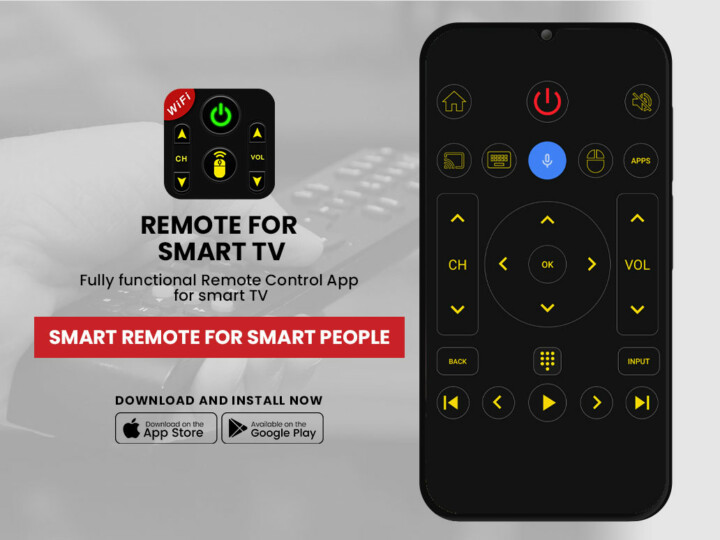 WiFi
CH
VOL
REMOTE FOR
SMART TV
Fully functional Remote Control App
for smart TV
SMART REMOTE FOR SMART PEOPLE
DOWNLOAD AND INSTALL NOW
Download on the
App Store
Available on the
Google Play
APPS
CH
OK
VOL
BACK
INPUT